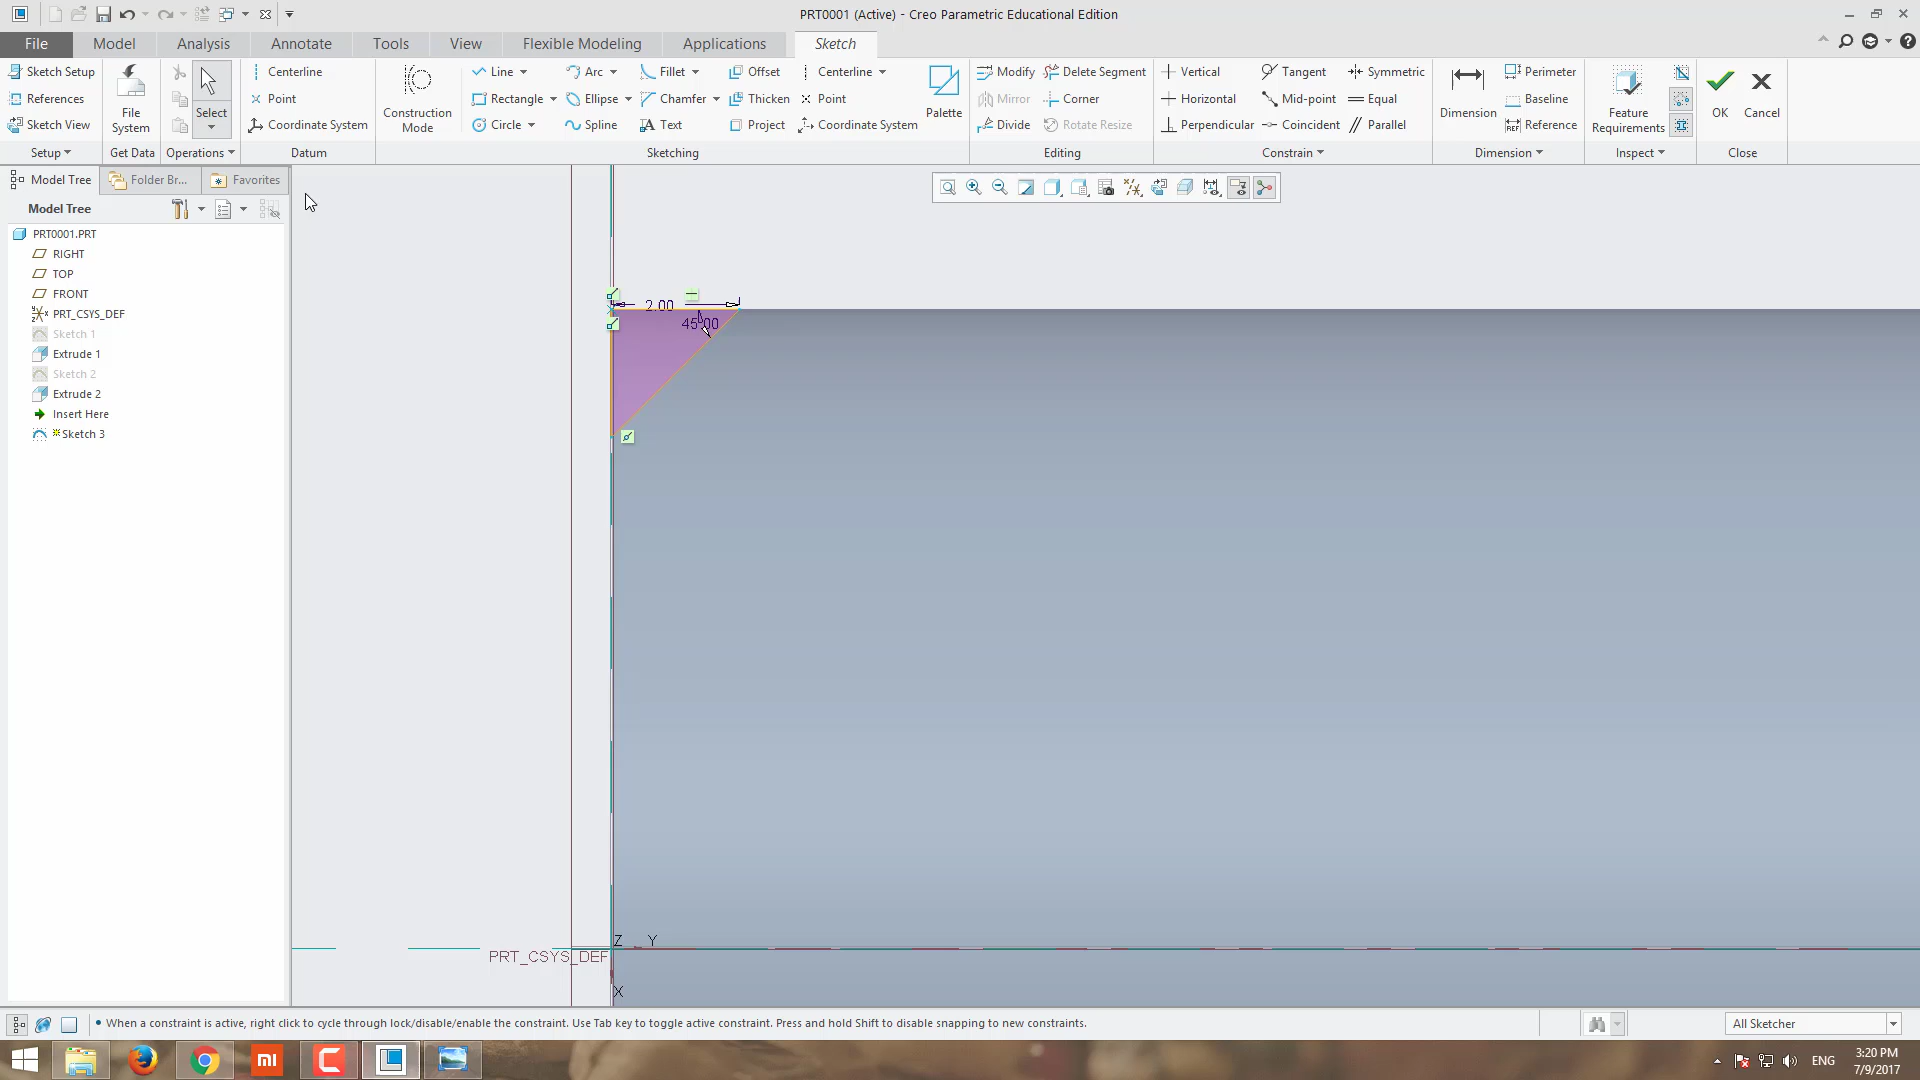 PRT0001 (Active) - Creo Parametric Educational Edition
File Model Analysis Annotate Tools View Flexible Modeling Applications Sketch
Sketch Setup Centerline Line Arc Fillet Offset Centerline Modify Delete Segment Vertical Tangent Symmetric Perimeter
References Point Rectangle Ellipse Chamfer Thicken Point Mirror Corner Horizontal Mid-point Equal Baseline
Sketch View Coordinate System Circle Spline Text Project Coordinate System Divide Rotate Resize Perpendicular Coincident Parallel Reference
File System Select Construction Mode Palette Dimension Feature Requirements OK Cancel
Setup Get Data Operations Datum Sketching Editing Constrain Dimension Inspect Close
Model Tree Folder Br... Favorites
Model Tree
PRT0001.PRT
RIGHT
TOP
FRONT
PRT_CSYS_DEF
Sketch 1
Extrude 1
Sketch 2
Extrude 2
Insert Here
Sketch 3
2.00
45.00
Z Y
PRT_CSYS_DEF
X
• When a constraint is active, right click to cycle through lock/disable/enable the constraint. Use Tab key to toggle active constraint. Press and hold Shift to disable snapping to new constraints.
All Sketcher
ENG
3:20 PM
7/9/2017